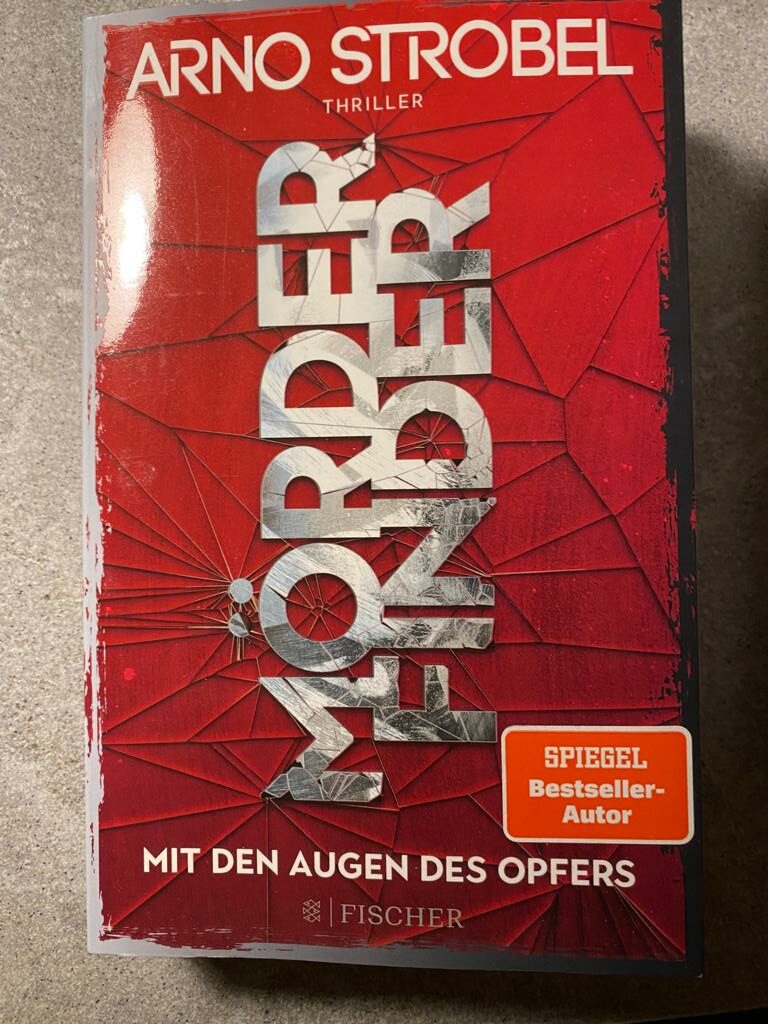 ARNO STROBEL
THRILLER
MÖRDER
FINDER
SPIEGEL
Bestseller-
Autor
MIT DEN AUGEN DES OPFERS
FISCHER